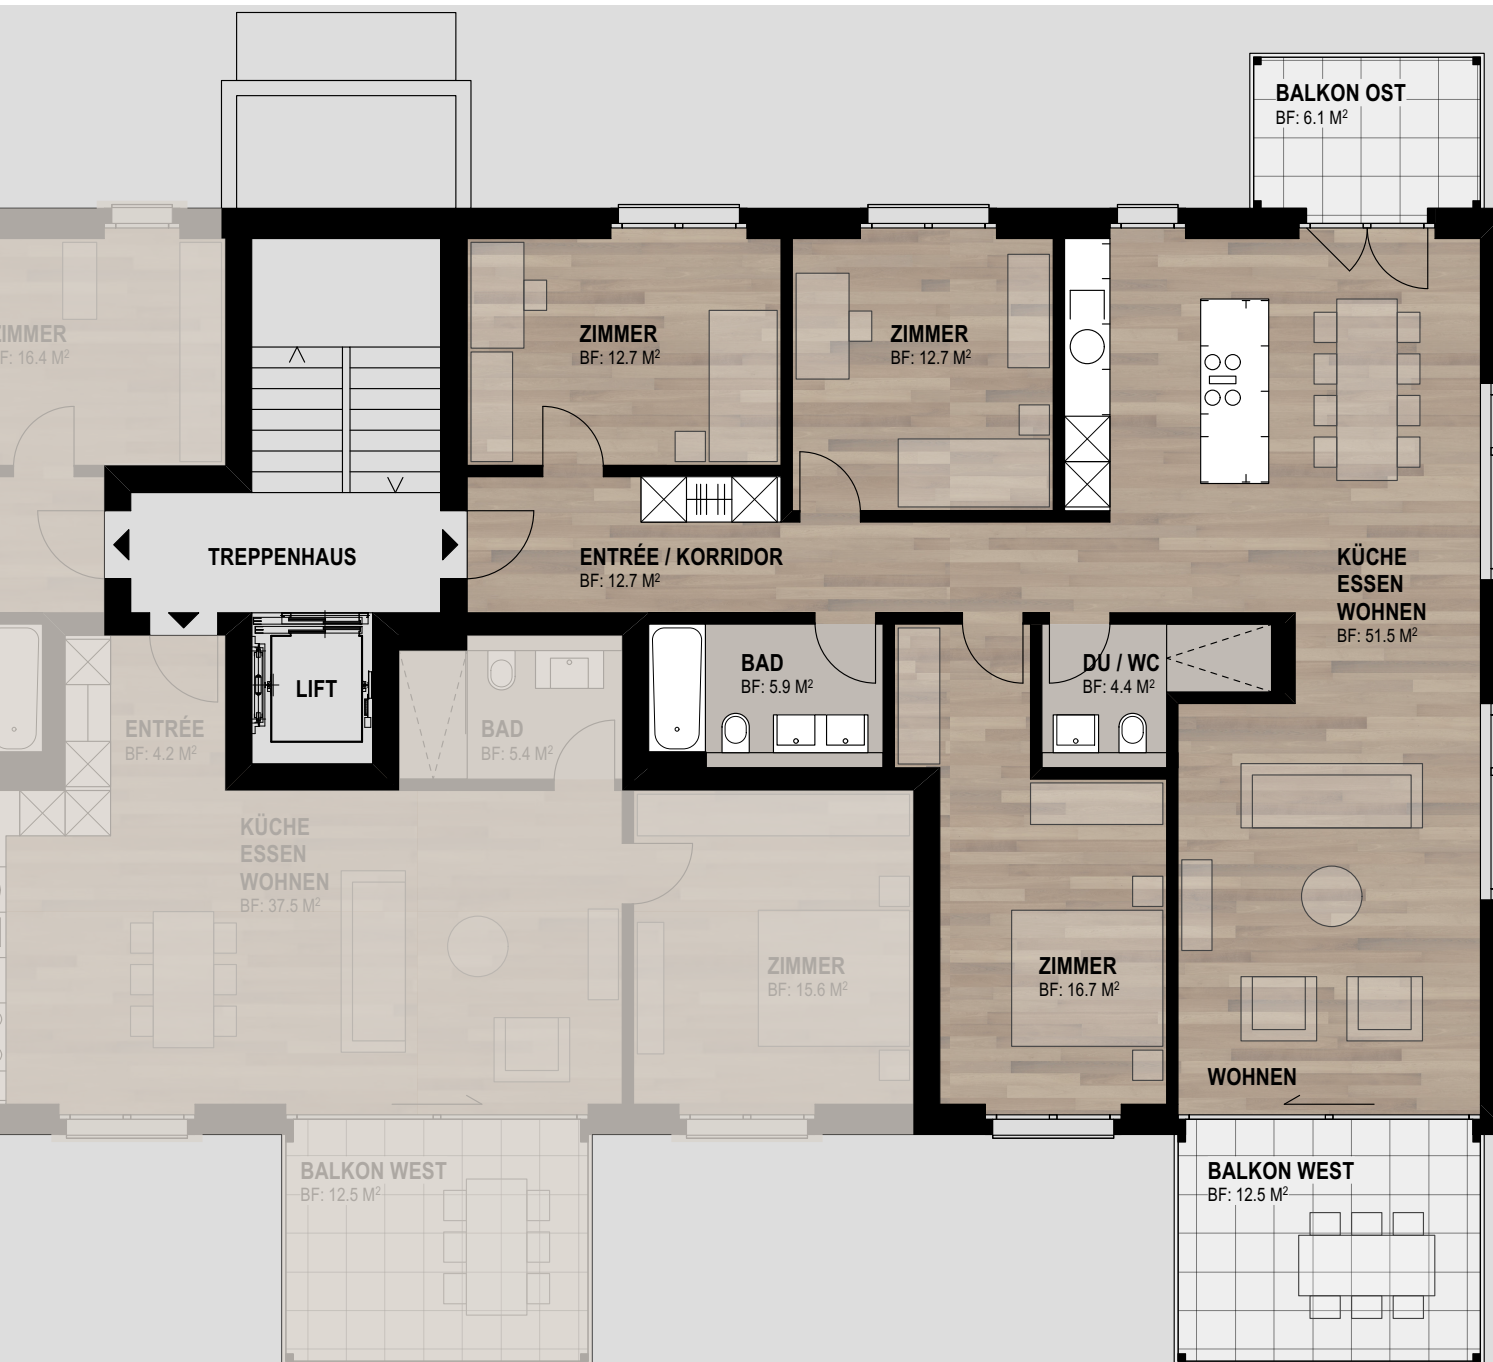 BALKON OST
BF: 6.1 M²
ZIMMER
BF: 16.4 M²
ZIMMER
BF: 12.7 M²
ZIMMER
BF: 12.7 M²
TREPPENHAUS
ENTRÉE / KORRIDOR
BF: 12.7 M²
KÜCHE
ESSEN
WOHNEN
BF: 51.5 M²
LIFT
BAD
BF: 5.9 M²
DU / WC
BF: 4.4 M²
ENTRÉE
BF: 4.2 M²
BAD
BF: 5.4 M²
KÜCHE
ESSEN
WOHNEN
BF: 37.5 M²
ZIMMER
BF: 15.6 M²
ZIMMER
BF: 16.7 M²
WOHNEN
BALKON WEST
BF: 12.5 M²
BALKON WEST
BF: 12.5 M²